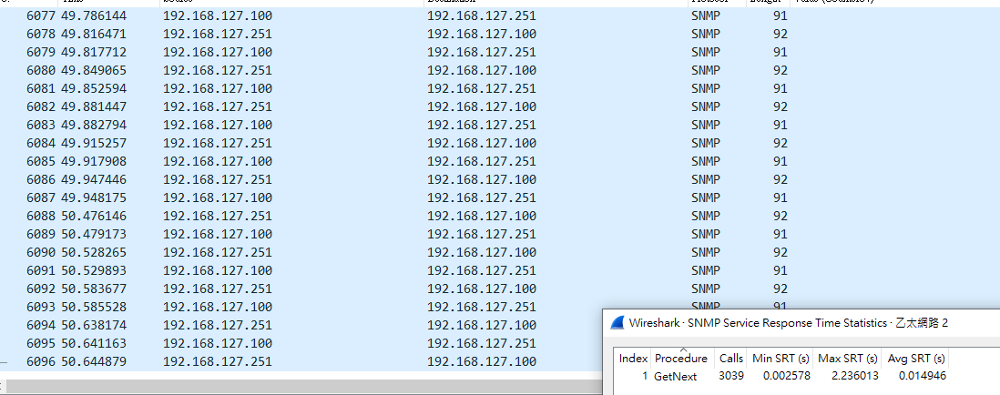 6077 49.786144 192.168.127.100 192.168.127.251 SNMP 91
6078 49.816471 192.168.127.251 192.168.127.100 SNMP 92
6079 49.817712 192.168.127.100 192.168.127.251 SNMP 91
6080 49.849065 192.168.127.251 192.168.127.100 SNMP 92
6081 49.852594 192.168.127.100 192.168.127.251 SNMP 91
6082 49.881447 192.168.127.251 192.168.127.100 SNMP 92
6083 49.882794 192.168.127.100 192.168.127.251 SNMP 91
6084 49.915257 192.168.127.251 192.168.127.100 SNMP 92
6085 49.917908 192.168.127.100 192.168.127.251 SNMP 91
6086 49.947446 192.168.127.251 192.168.127.100 SNMP 92
6087 49.948175 192.168.127.100 192.168.127.251 SNMP 91
6088 50.476146 192.168.127.251 192.168.127.100 SNMP 92
6089 50.479173 192.168.127.100 192.168.127.251 SNMP 91
6090 50.528265 192.168.127.251 192.168.127.100 SNMP 92
6091 50.529893 192.168.127.100 192.168.127.251 SNMP 91
6092 50.583677 192.168.127.251 192.168.127.100 SNMP 92
6093 50.585528 192.168.127.100 192.168.127.251 SNMP 91
6094 50.638174 192.168.127.251 192.168.127.100
6095 50.641163 192.168.127.100 192.168.127.251
6096 50.644879 192.168.127.251 192.168.127.100
Wireshark · SNMP Service Response Time Statistics · 乙太網路 2
Index Procedure Calls Min SRT (s) Max SRT (s) Avg SRT (s)
1 GetNext 3039 0.002578 2.236013 0.014946